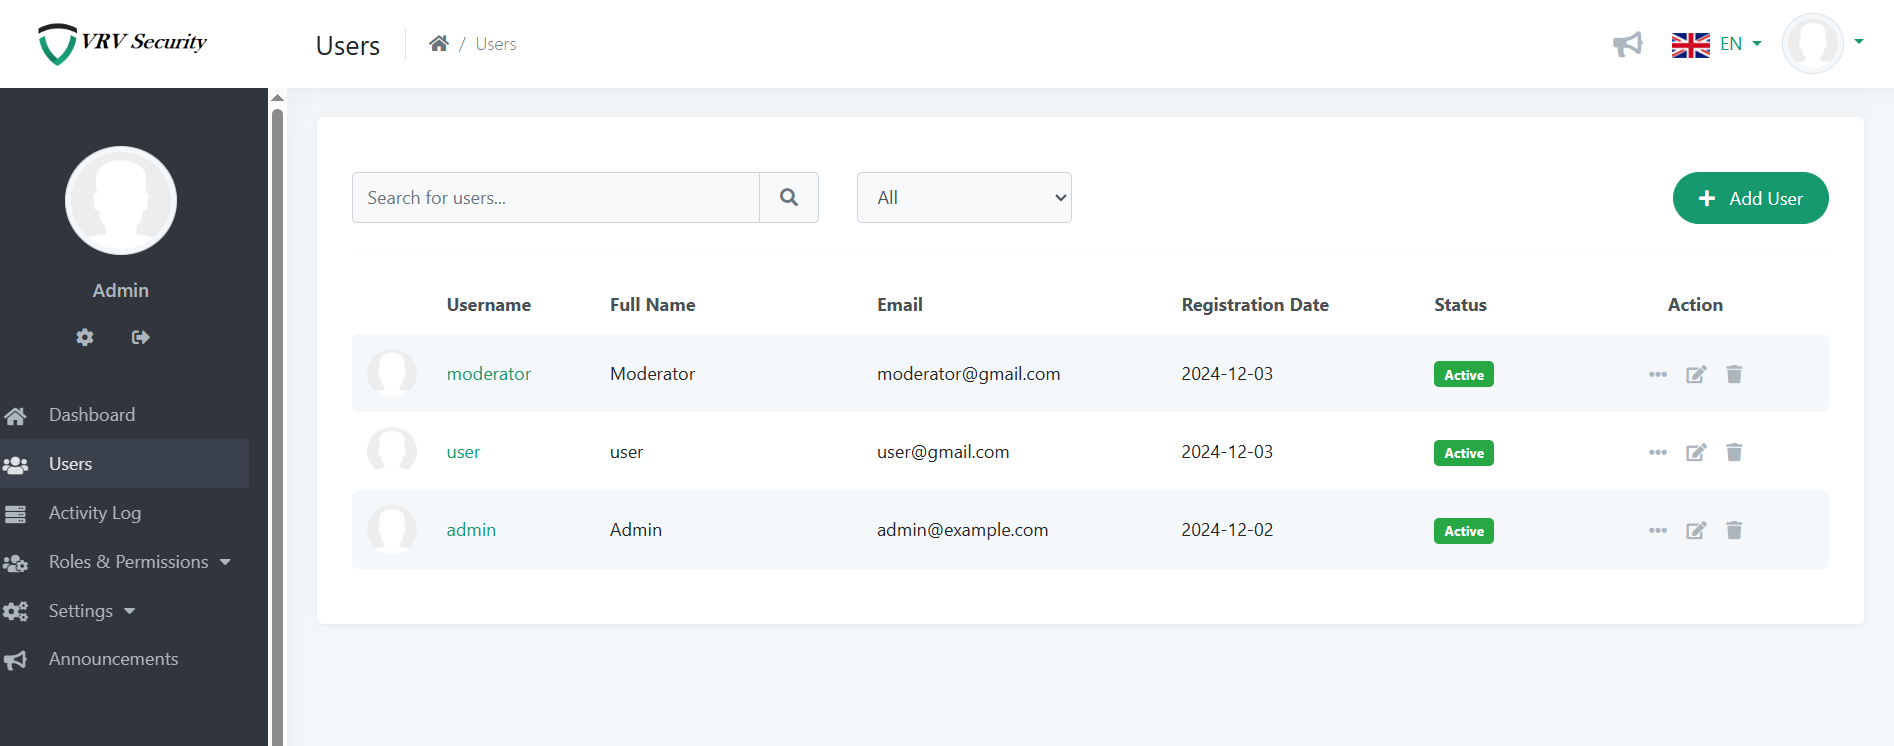 VRV Security
Users / Users
EN
Admin
Dashboard
Users
Activity Log
Roles & Permissions
Settings
Announcements
Search for users...
All
Add User
Username Full Name Email Registration Date Status Action
moderator Moderator moderator@gmail.com 2024-12-03 Active
user user user@gmail.com 2024-12-03 Active
admin Admin admin@example.com 2024-12-02 Active